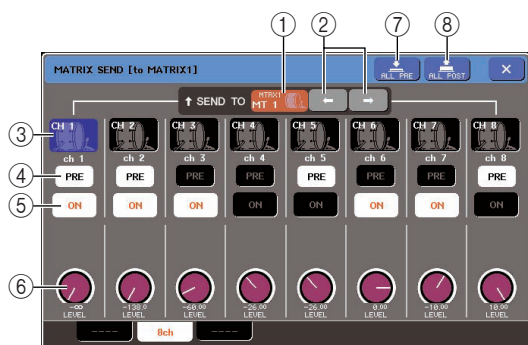 ① ② ⑦ ⑧
MATRIX SEND [to MATRIX1] ALL PRE ALL POST ×
↑ SEND TO MTRX1 MT 1 ← →
③ CH 1 CH 2 CH 3 CH 4 CH 5 CH 6 CH 7 CH 8
ch 1 ch 2 ch 3 ch 4 ch 5 ch 6 ch 7 ch 8
④ PRE PRE PRE PRE PRE PRE PRE PRE
⑤ ON ON ON ON ON ON ON ON
⑥
-∞ -138.0 -60.00 -26.00 -26.00 0.00 -10.00 10.00
LEVEL LEVEL LEVEL LEVEL LEVEL LEVEL LEVEL LEVEL
---- 8ch ----